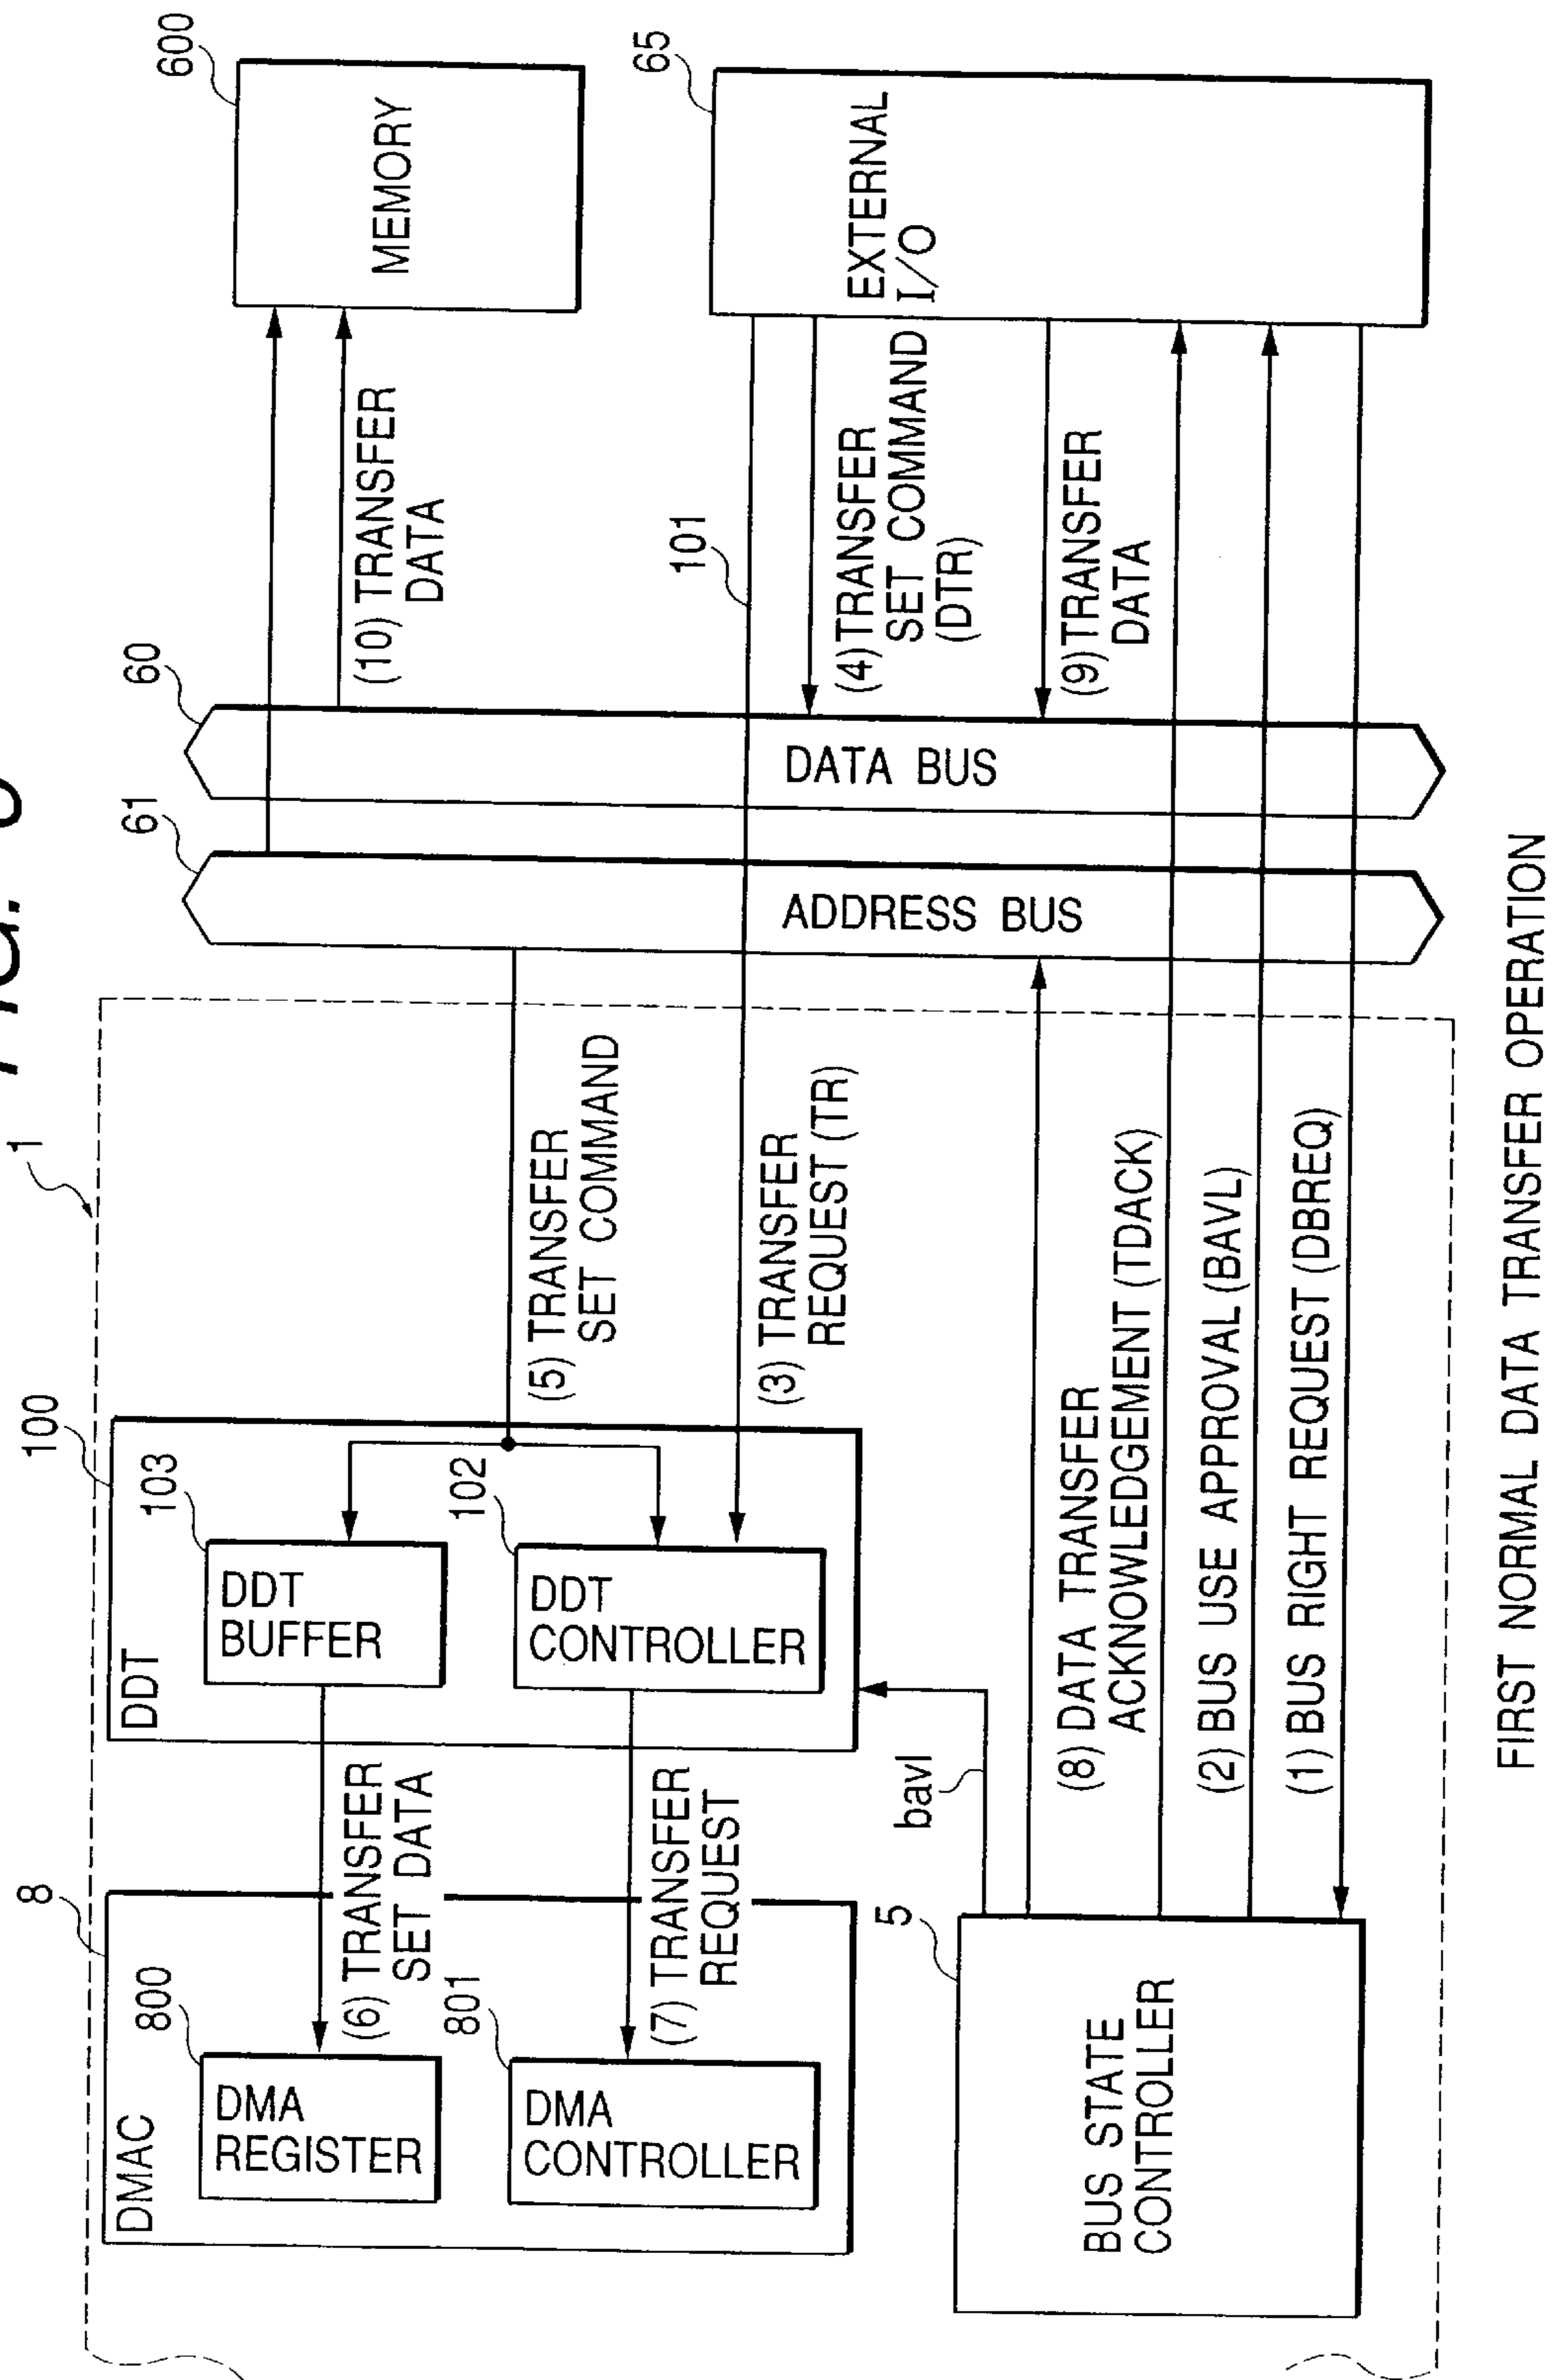 1
8
100
61
60
600
DMAC
800
DMA
REGISTER
(6) TRANSFER
SET DATA
801
DMA
CONTROLLER
(7) TRANSFER
REQUEST
DDT
103
DDT
BUFFER
102
DDT
CONTROLLER
(5) TRANSFER
SET COMMAND
(3) TRANSFER
REQUEST (TR)
ADDRESS BUS
DATA BUS
(10) TRANSFER
DATA
MEMORY
101
65
(4) TRANSFER
SET COMMAND
(DTR)
EXTERNAL
I/O
(9) TRANSFER
DATA
5
bavl
BUS STATE
CONTROLLER
(8) DATA TRANSFER
ACKNOWLEDGEMENT (TDACK)
(2) BUS USE APPROVAL (BAVL)
(1) BUS RIGHT REQUEST (DBREQ)
FIRST NORMAL DATA TRANSFER OPERATION